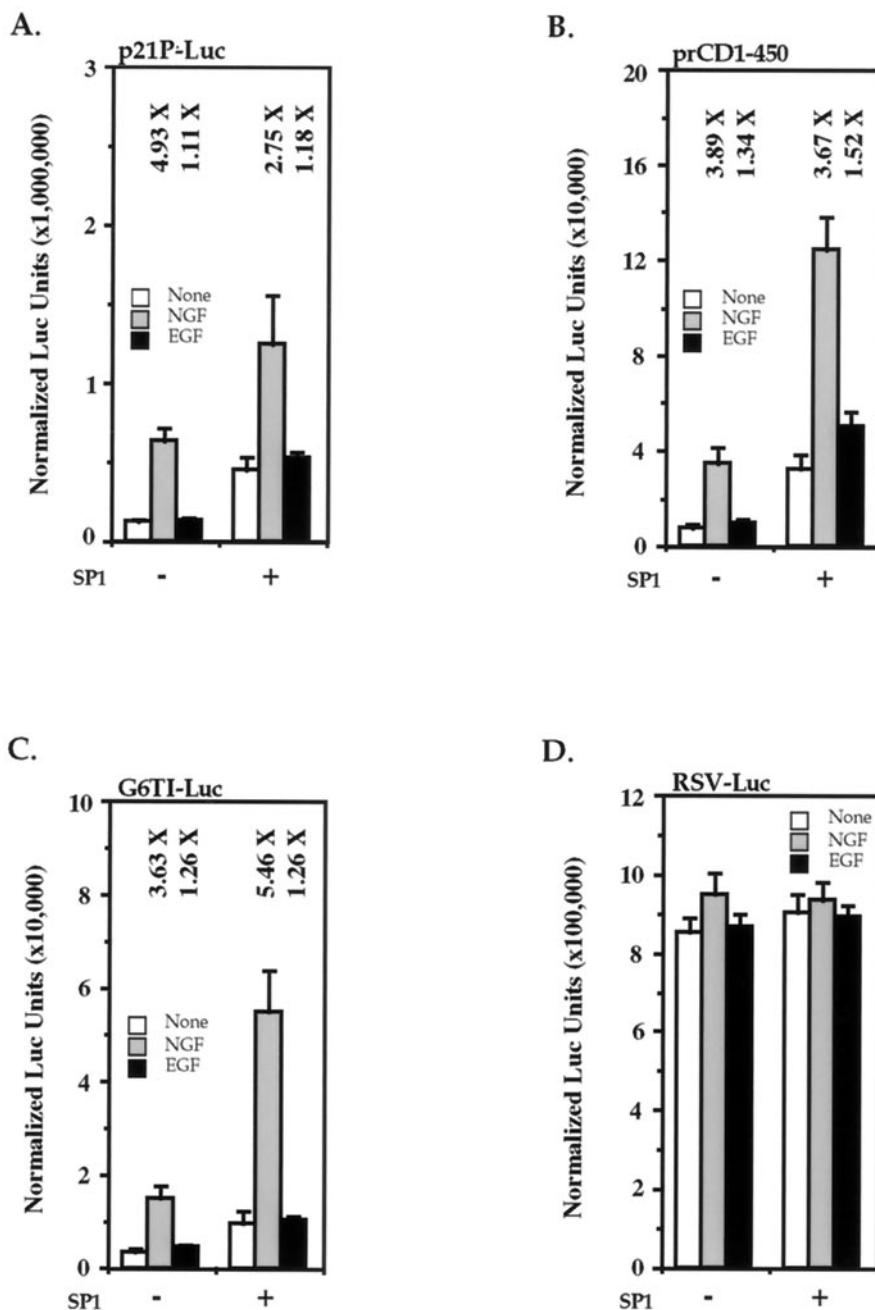 A.
p21P-Luc
Normalized Luc Units (x1,000,000)
3
2
1
0
4.93 X
1.11 X
2.75 X
1.18 X
None
NGF
EGF
SP1 - +
B.
prCD1-450
Normalized Luc Units (x10,000)
20
16
12
8
4
0
3.89 X
1.34 X
3.67 X
1.52 X
None
NGF
EGF
SP1 - +
C.
G6TI-Luc
Normalized Luc Units (x10,000)
10
8
6
4
2
0
3.63 X
1.26 X
5.46 X
1.26 X
None
NGF
EGF
SP1 - +
D.
RSV-Luc
Normalized Luc Units (x100,000)
12
10
8
6
4
2
0
None
NGF
EGF
SP1 - +